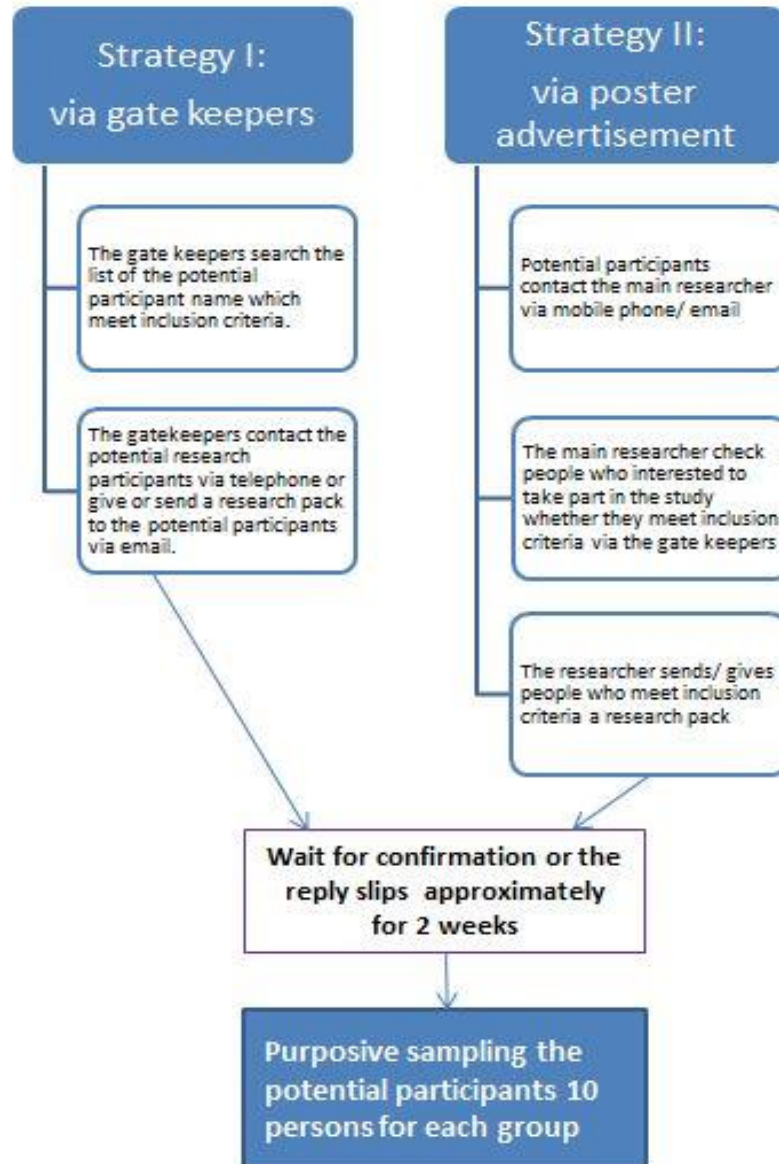 Strategy I:
via gate keepers
The gate keepers search the
list of the potential
participant name which
meet inclusion criteria.
The gatekeepers contact the
potential research
participants via telephone or
give or send a research pack
to the potential participants
via email.
Strategy II:
via poster
advertisement
Potential participants
contact the main researcher
via mobile phone/ email
The main researcher check
people who interested to
take part in the study
whether they meet inclusion
criteria via the gate keepers
The researcher sends/ gives
people who meet inclusion
criteria a research pack
Wait for confirmation or the
reply slips approximately
for 2 weeks
Purposive sampling the
potential participants 10
persons for each group